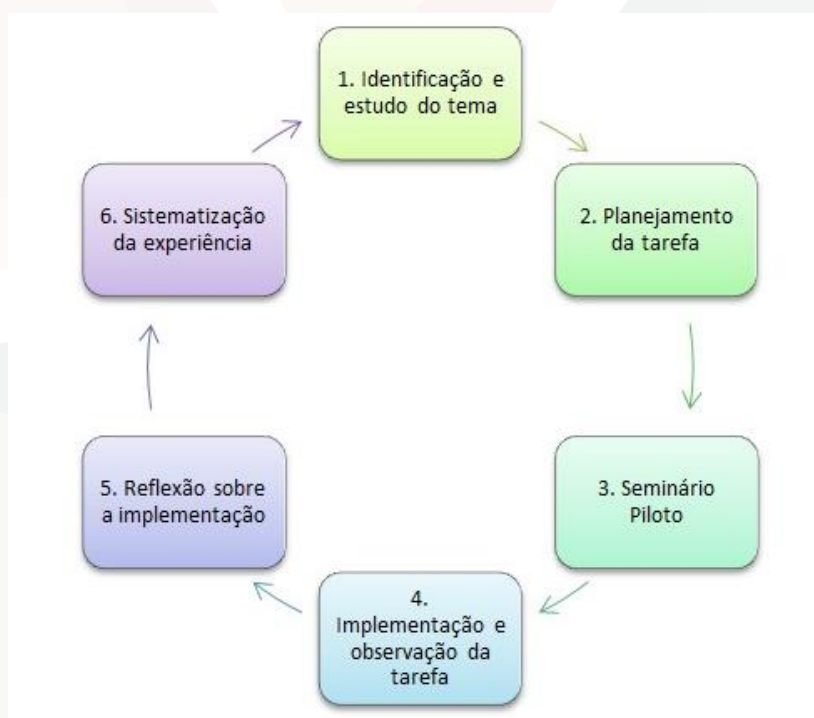 1. Identificação e
estudo do tema
2. Planejamento
da tarefa
3. Seminário
Piloto
4.
Implementação e
observação da
tarefa
5. Reflexão sobre
a implementação
6. Sistematização
da experiência